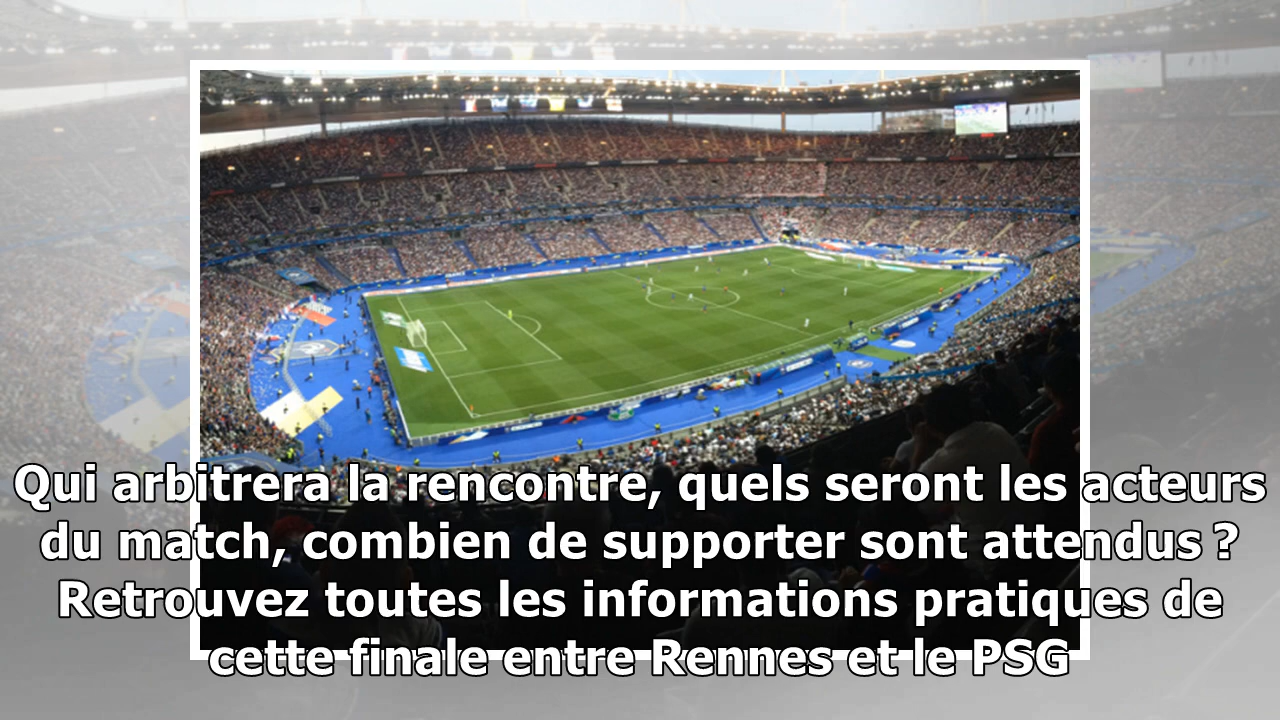 Qui arbitrera la rencontre, quels seront les acteurs
du match, combien de supporter sont attendus ?
Retrouvez toutes les informations pratiques de
cette finale entre Rennes et le PSG